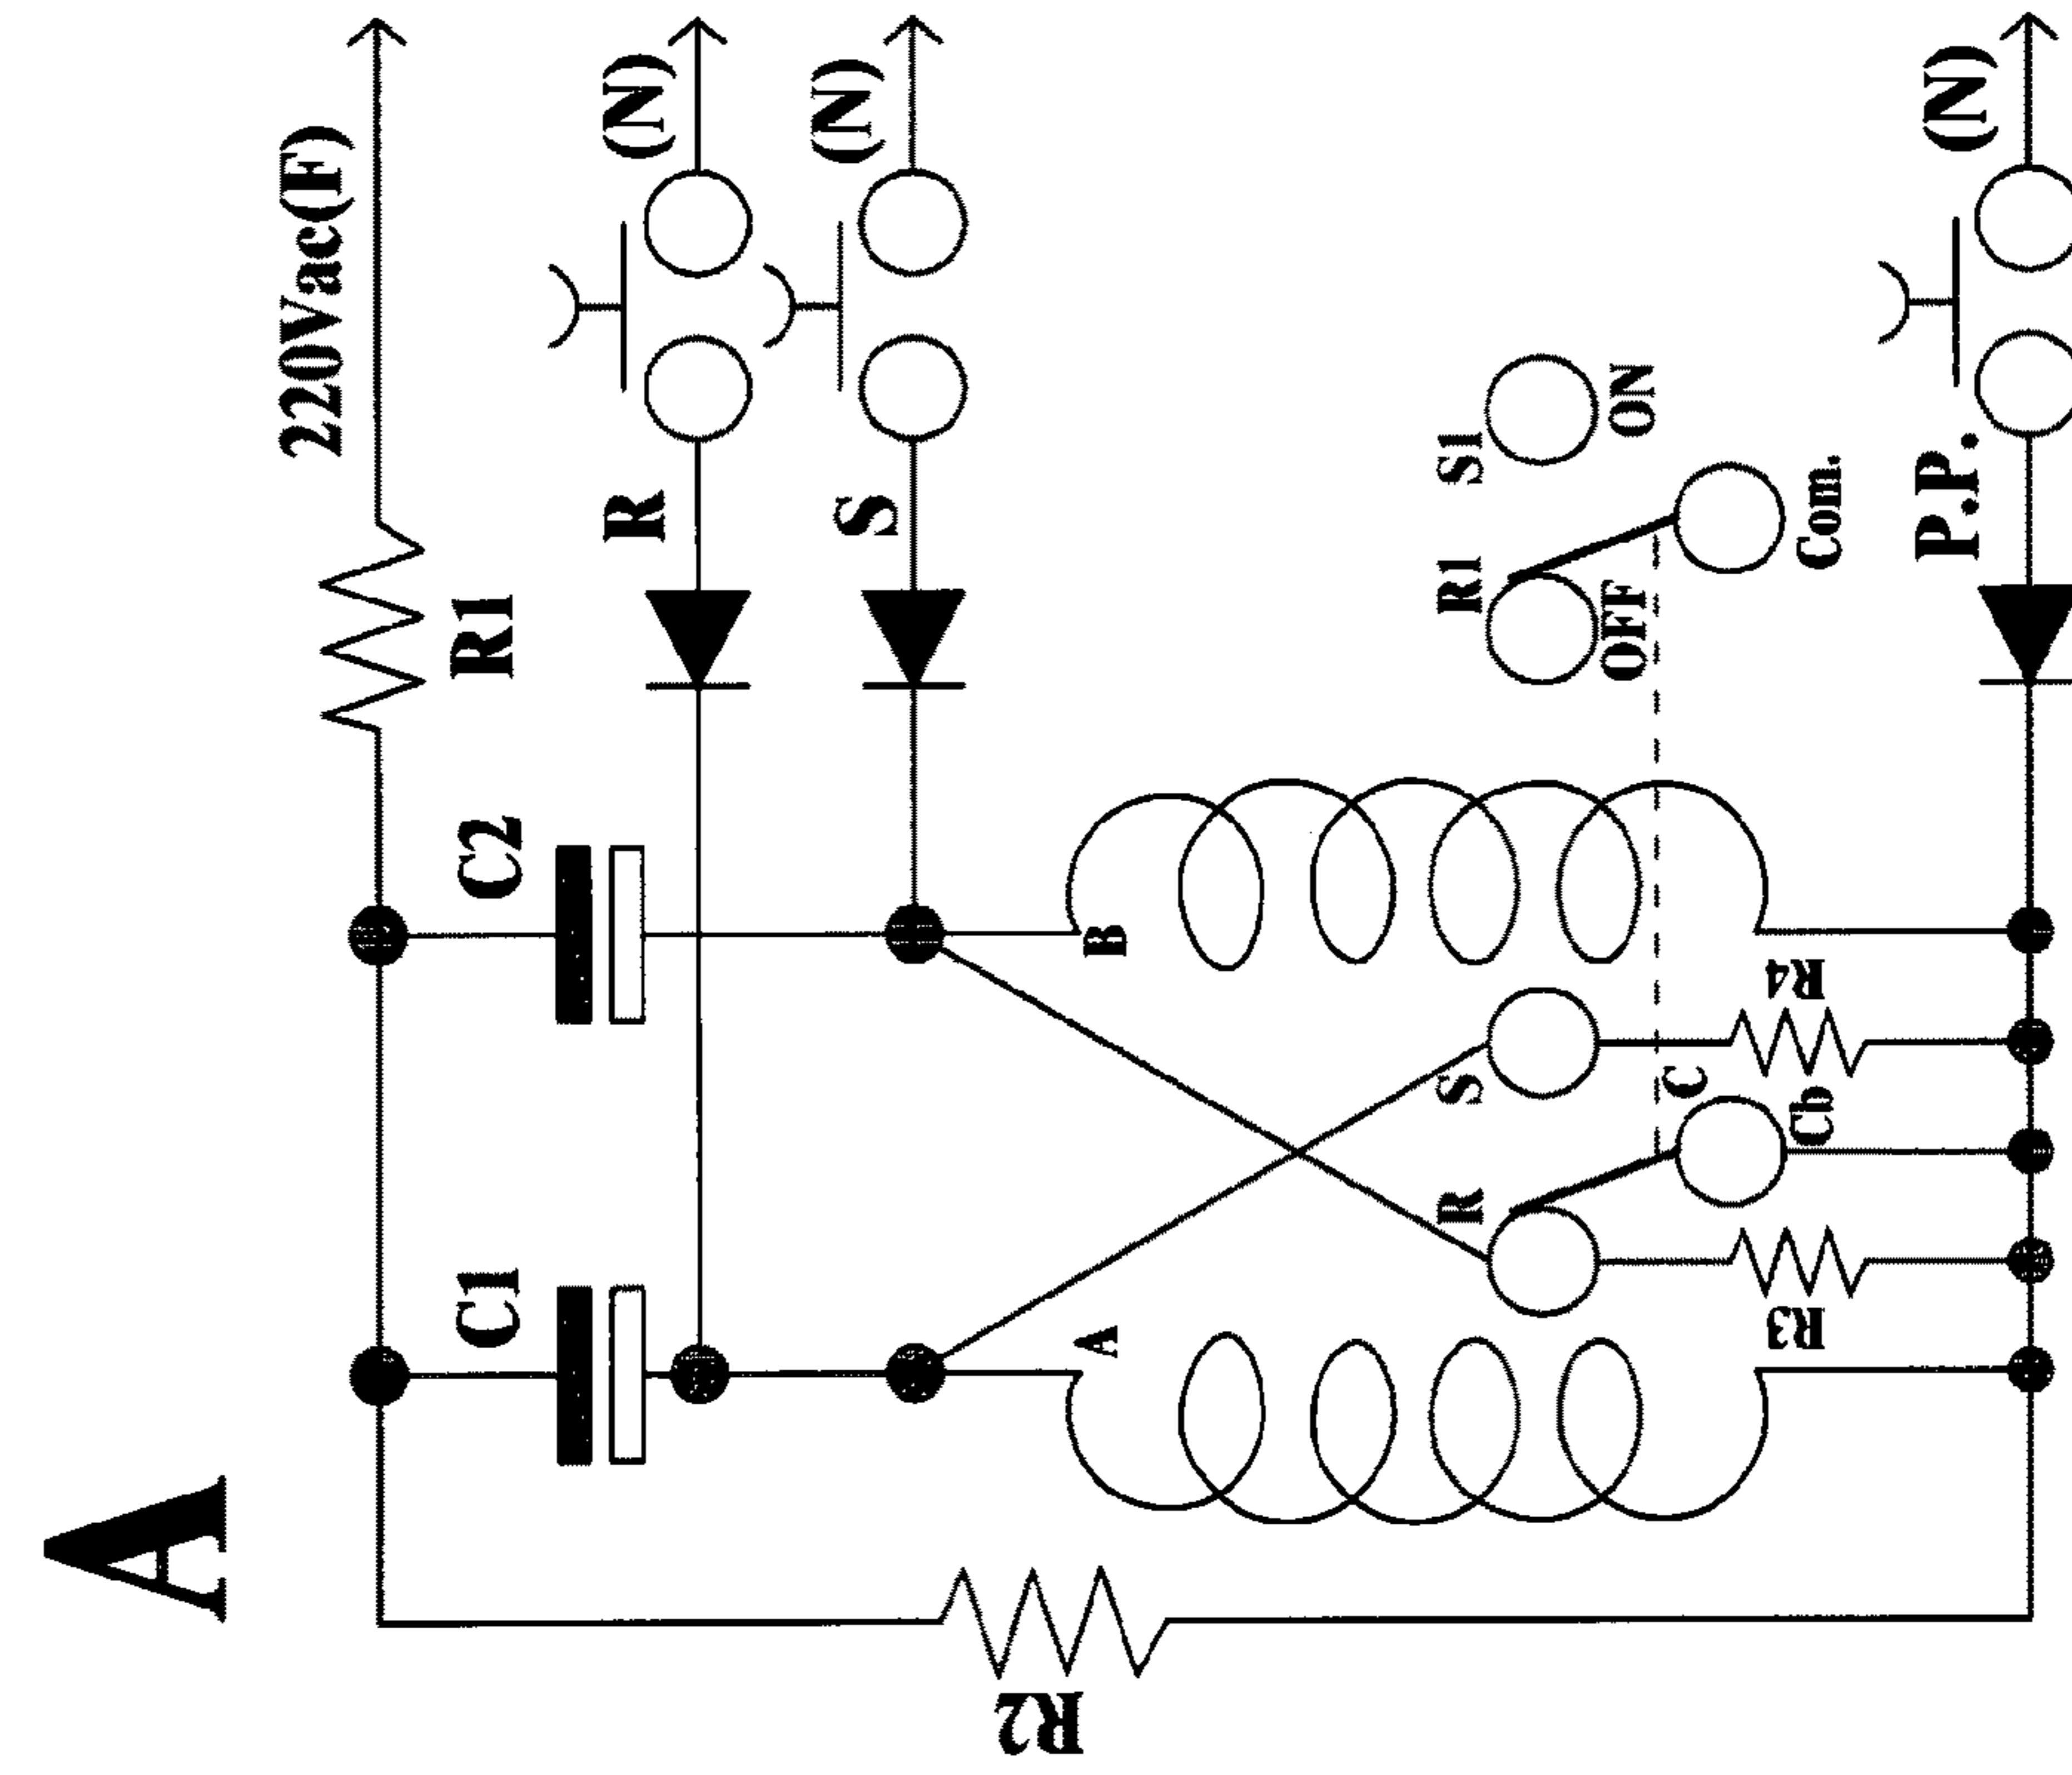 A
220Vac(F)
R1
C2
C1
R2
(N)
R
(N)
S
B
A
R1
S1
OFF
ON
Com.
S
R
C
Cb
R4
R3
(N)
P.P.